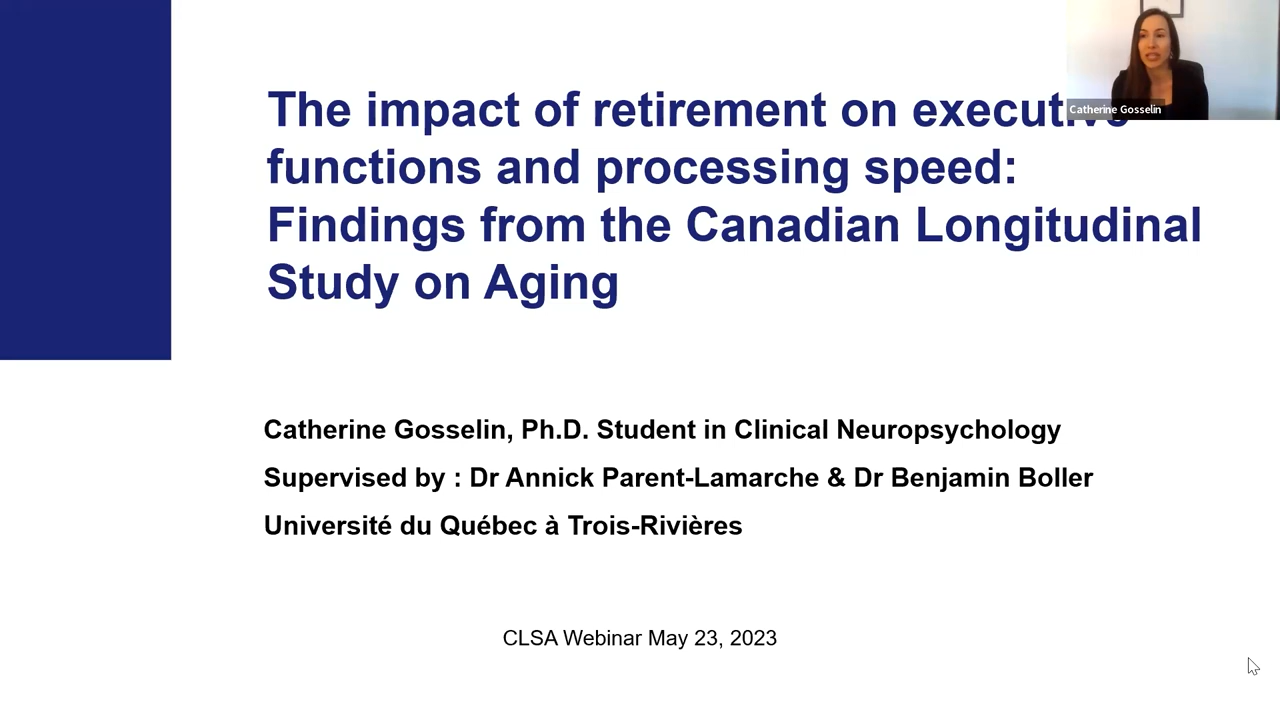 The impact of retirement on executive
functions and processing speed:
Findings from the Canadian Longitudinal
Study on Aging
Catherine Gosselin
Catherine Gosselin, Ph.D. Student in Clinical Neuropsychology
Supervised by : Dr Annick Parent-Lamarche & Dr Benjamin Boller
Université du Québec à Trois-Rivières
CLSA Webinar May 23, 2023